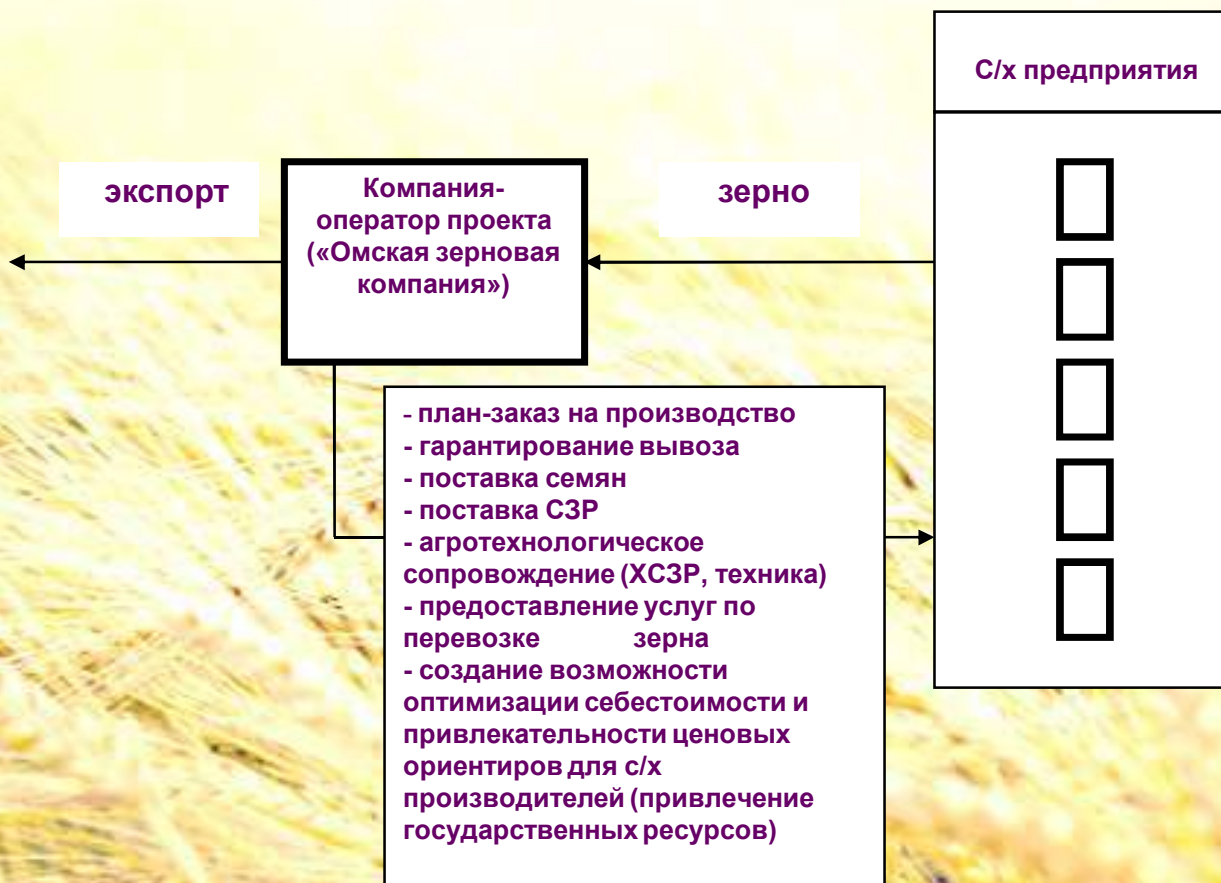 С/х предприятия
экспорт
Компания-
оператор проекта
(«Омская зерновая
компания»)
зерно
- план-заказ на производство
- гарантирование вывоза
- поставка семян
- поставка СЗР
- агротехнологическое
сопровождение (ХСЗР, техника)
- предоставление услуг по
перевозке зерна
- создание возможности
оптимизации себестоимости и
привлекательности ценовых
ориентиров для с/х
производителей (привлечение
государственных ресурсов)